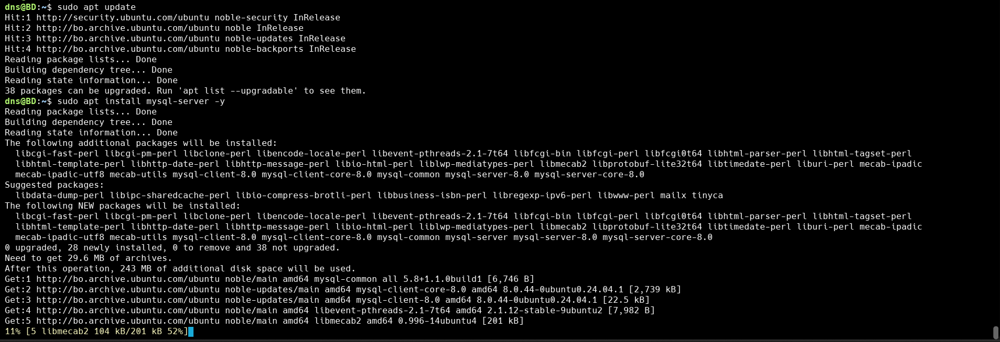 dns@BD:~$ sudo apt update
Hit:1 http://security.ubuntu.com/ubuntu noble-security InRelease
Hit:2 http://bo.archive.ubuntu.com/ubuntu noble InRelease
Hit:3 http://bo.archive.ubuntu.com/ubuntu noble-updates InRelease
Hit:4 http://bo.archive.ubuntu.com/ubuntu noble-backports InRelease
Reading package lists... Done
Building dependency tree... Done
Reading state information... Done
38 packages can be upgraded. Run 'apt list --upgradable' to see them.
dns@BD:~$ sudo apt install mysql-server -y
Reading package lists... Done
Building dependency tree... Done
Reading state information... Done
The following additional packages will be installed:
  libcgi-fast-perl libcgi-pm-perl libclone-perl libencode-locale-perl libevent-pthreads-2.1-7t64 libfcgi-bin libfcgi-perl libfcgi0t64 libhtml-parser-perl libhtml-tagset-perl
  libhtml-template-perl libhttp-date-perl libhttp-message-perl libio-html-perl liblwp-mediatypes-perl libmecab2 libprotobuf-lite32t64 libtimedate-perl liburi-perl mecab-ipadic
  mecab-ipadic-utf8 mecab-utils mysql-client-8.0 mysql-client-core-8.0 mysql-common mysql-server-8.0 mysql-server-core-8.0
Suggested packages:
  libdata-dump-perl libipc-sharedcache-perl libio-compress-brotli-perl libbusiness-isbn-perl libregexp-ipv6-perl libwww-perl mailx tinyca
The following NEW packages will be installed:
  libcgi-fast-perl libcgi-pm-perl libclone-perl libencode-locale-perl libevent-pthreads-2.1-7t64 libfcgi-bin libfcgi-perl libfcgi0t64 libhtml-parser-perl libhtml-tagset-perl
  libhtml-template-perl libhttp-date-perl libhttp-message-perl libio-html-perl liblwp-mediatypes-perl libmecab2 libprotobuf-lite32t64 libtimedate-perl liburi-perl mecab-ipadic
  mecab-ipadic-utf8 mecab-utils mysql-client-8.0 mysql-client-core-8.0 mysql-common mysql-server mysql-server-8.0 mysql-server-core-8.0
0 upgraded, 28 newly installed, 0 to remove and 38 not upgraded.
Need to get 29.6 MB of archives.
After this operation, 243 MB of additional disk space will be used.
Get:1 http://bo.archive.ubuntu.com/ubuntu noble/main amd64 mysql-common all 5.8+1.1.0build1 [6,746 B]
Get:2 http://bo.archive.ubuntu.com/ubuntu noble-updates/main amd64 mysql-client-core-8.0 amd64 8.0.44-0ubuntu0.24.04.1 [2,739 kB]
Get:3 http://bo.archive.ubuntu.com/ubuntu noble-updates/main amd64 mysql-client-8.0 amd64 8.0.44-0ubuntu0.24.04.1 [22.5 kB]
Get:4 http://bo.archive.ubuntu.com/ubuntu noble/main amd64 libevent-pthreads-2.1-7t64 amd64 2.1.12-stable-9ubuntu2 [7,982 B]
Get:5 http://bo.archive.ubuntu.com/ubuntu noble/main amd64 libmecab2 amd64 0.996-14ubuntu4 [201 kB]
11% [5 libmecab2 104 kB/201 kB 52%]